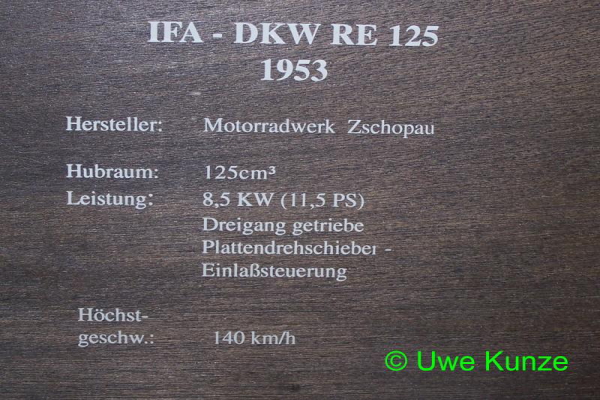 IFA - DKW RE 125
1953
Hersteller: Motorradwerk Zschopau
Hubraum: 125cm³
Leistung: 8,5 KW (11,5 PS)
Dreigang getriebe
Plattendrehschieber -
Einlaßsteuerung
Höchst-
geschw.: 140 km/h
© Uwe Kunze